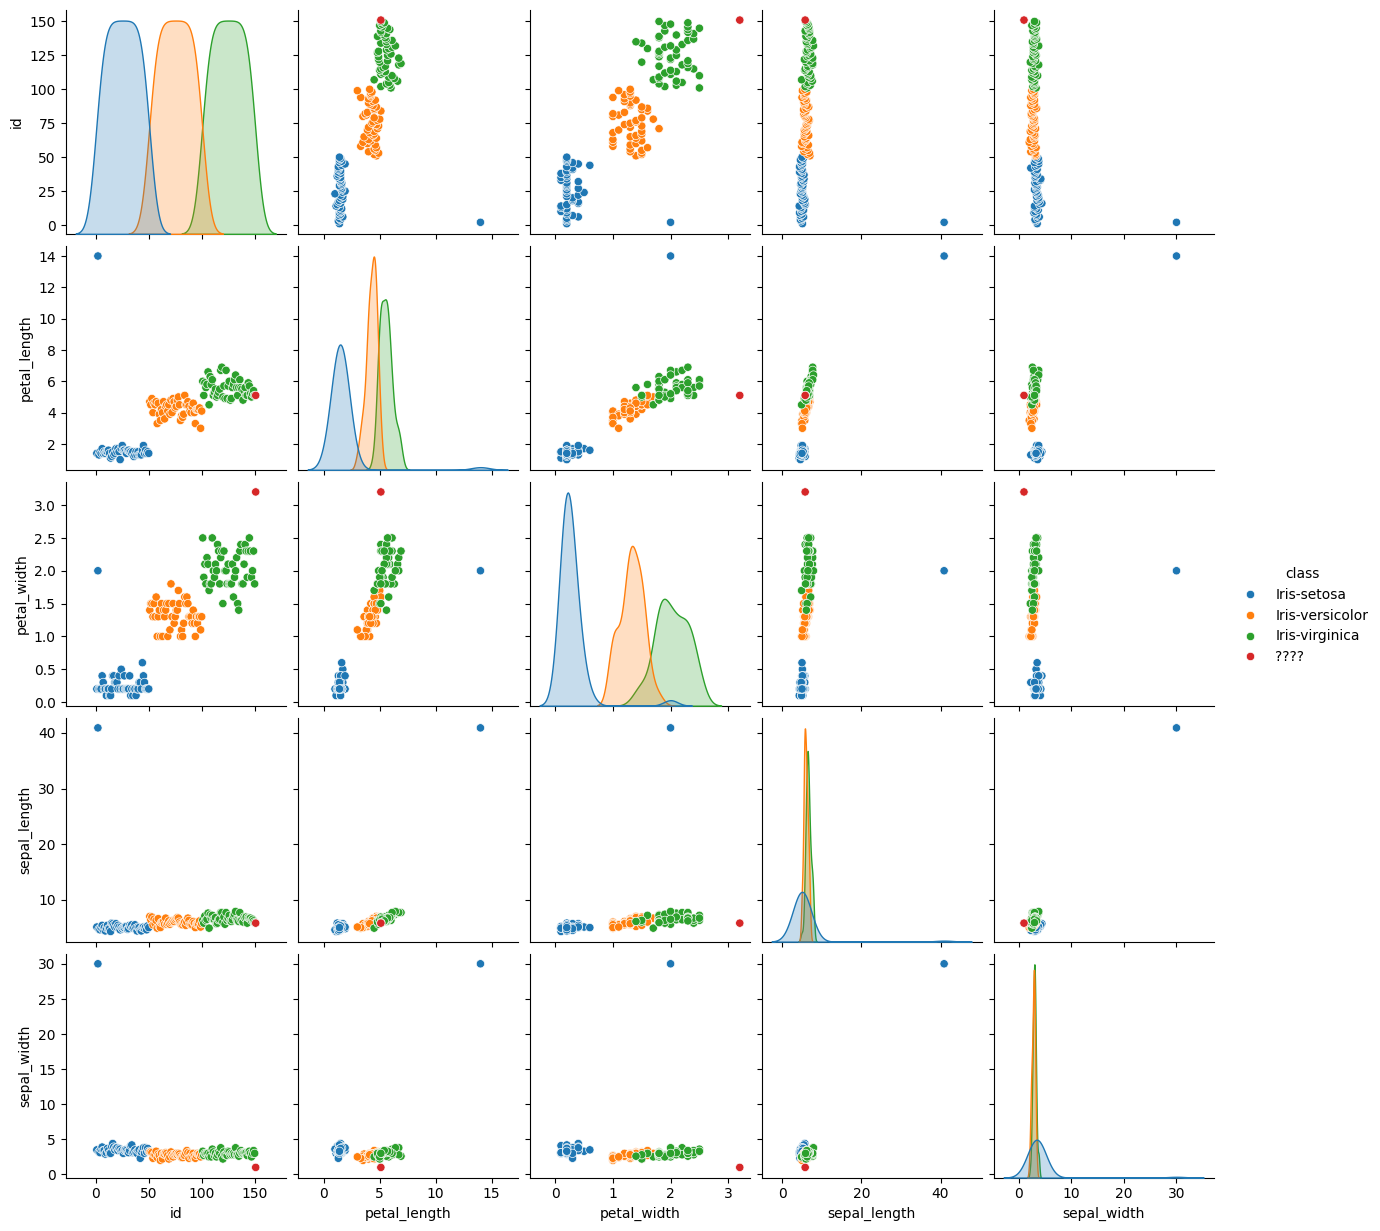 150
125
100
75
50
25
0
id
14
12
10
8
6
4
2
petal_length
3.0
2.5
2.0
1.5
1.0
0.5
0.0
petal_width
class
Iris-setosa
Iris-versicolor
Iris-virginica
????
40
30
20
10
sepal_length
30
25
20
15
10
5
0
sepal_width
0 50 100 150
0 5 10 15
0 1 2 3
0 20 40
0 10 20 30
id
petal_length
petal_width
sepal_length
sepal_width